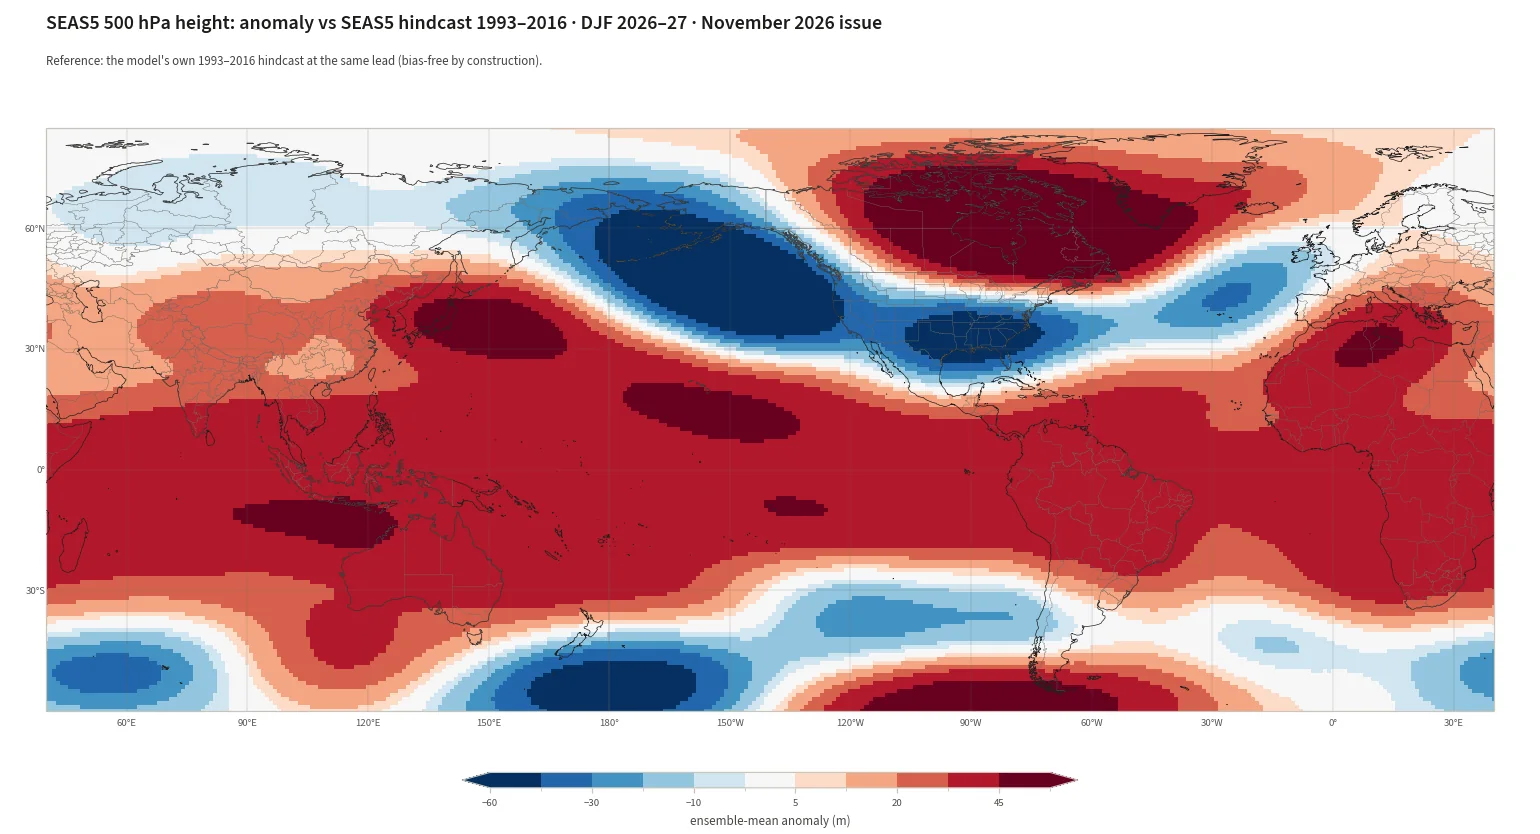 SEAS5 500 hPa height: anomaly vs SEAS5 hindcast 1993–2016 · DJF 2026–27 · November 2026 issue
Reference: the model's own 1993–2016 hindcast at the same lead (bias-free by construction).
60°N
30°N
0°
30°S
60°E 90°E 120°E 150°E 180° 150°W 120°W 90°W 60°W 30°W 0° 30°E
−60 −30 −10 5 20 45
ensemble-mean anomaly (m)